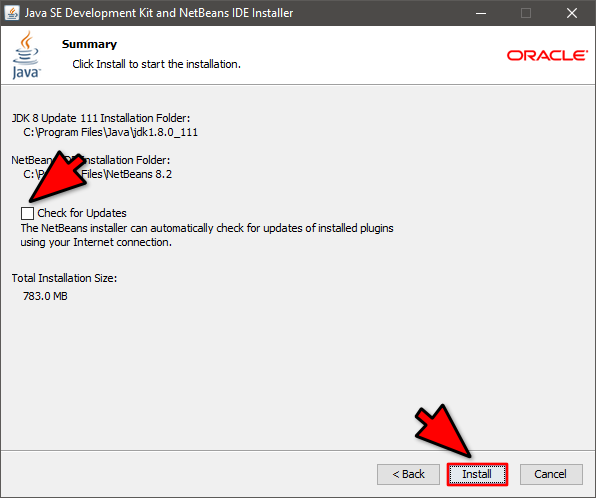 Java SE Development Kit and NetBeans IDE Installer
Java
Summary
Click Install to start the installation.
ORACLE
JDK 8 Update 111 Installation Folder:
C:\Program Files\Java\jdk1.8.0_111
NetBeans IDE Installation Folder:
C:\Program Files\NetBeans 8.2
Check for Updates
The NetBeans installer can automatically check for updates of installed plugins
using your Internet connection.
Total Installation Size:
783.0 MB
< Back
Install
Cancel